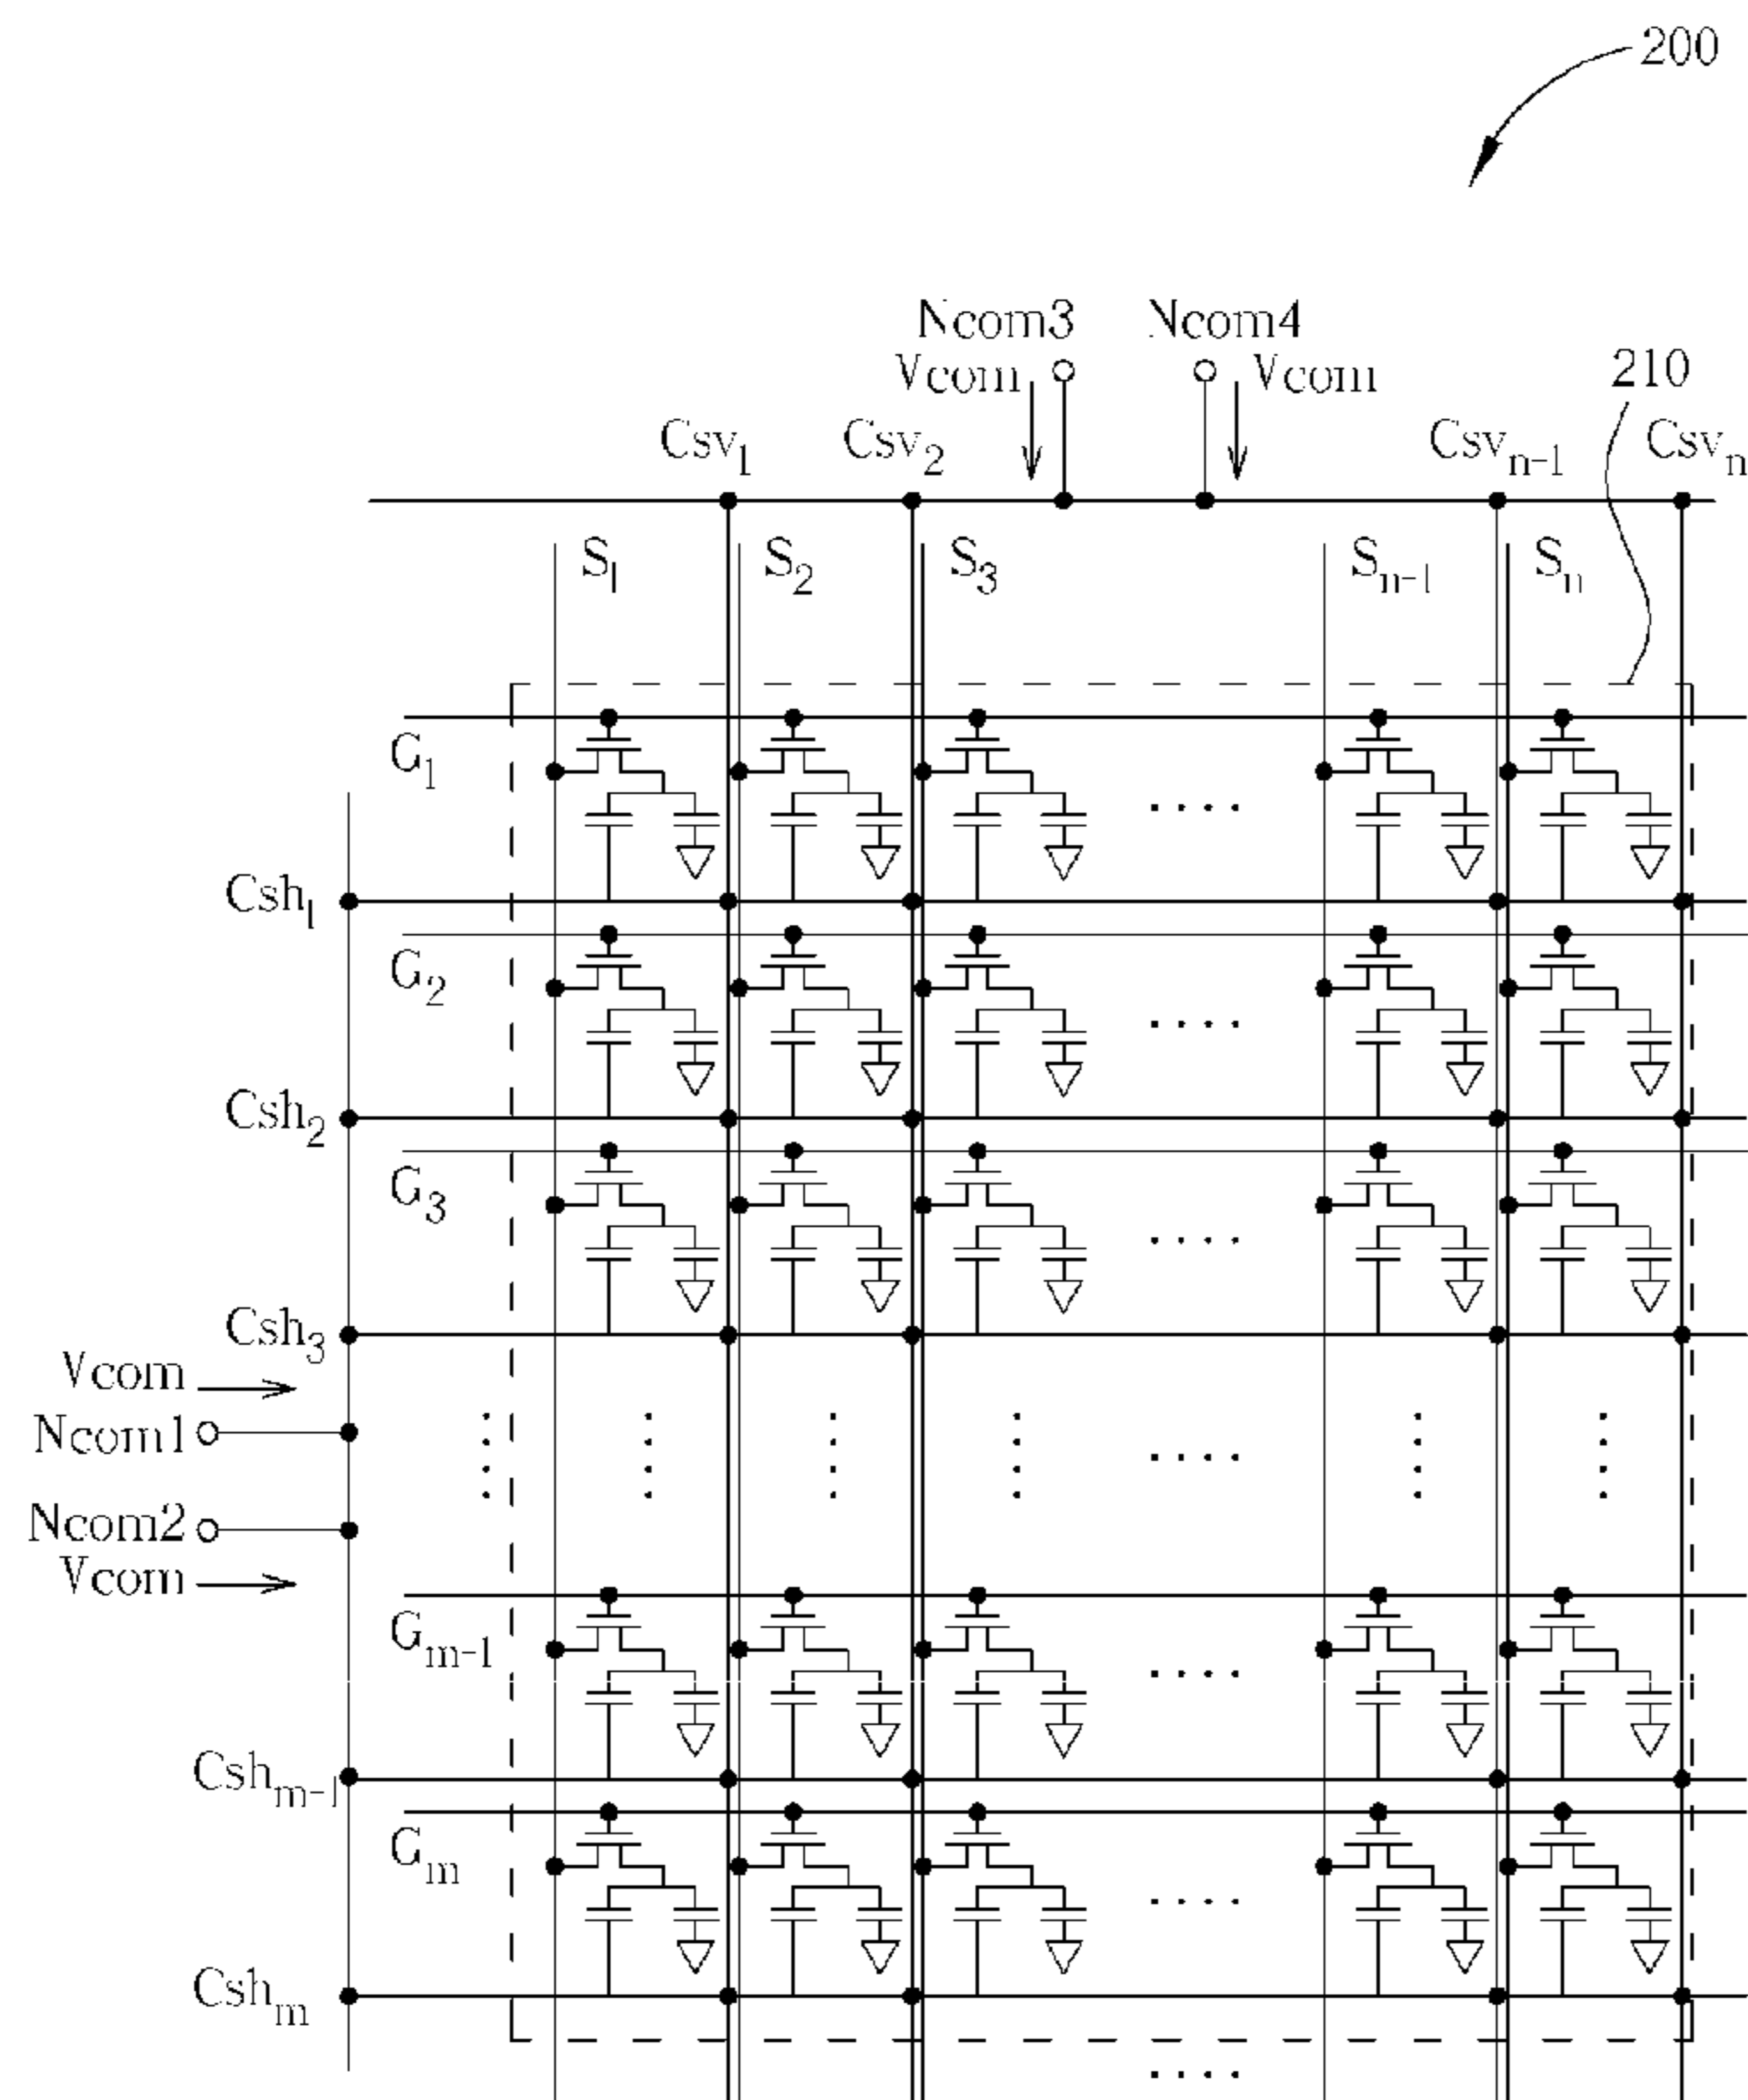 200
Ncom3 Ncom4
Vcom Vcom
210
Csv1 Csv2 Csvn-1 Csvn
S1 S2 S3 Sn-1 Sn
G1
Csh1
G2
Csh2
G3
Csh3
Vcom
Ncom1
Ncom2
Vcom
Gm-1
Cshm-1
Gm
Cshm